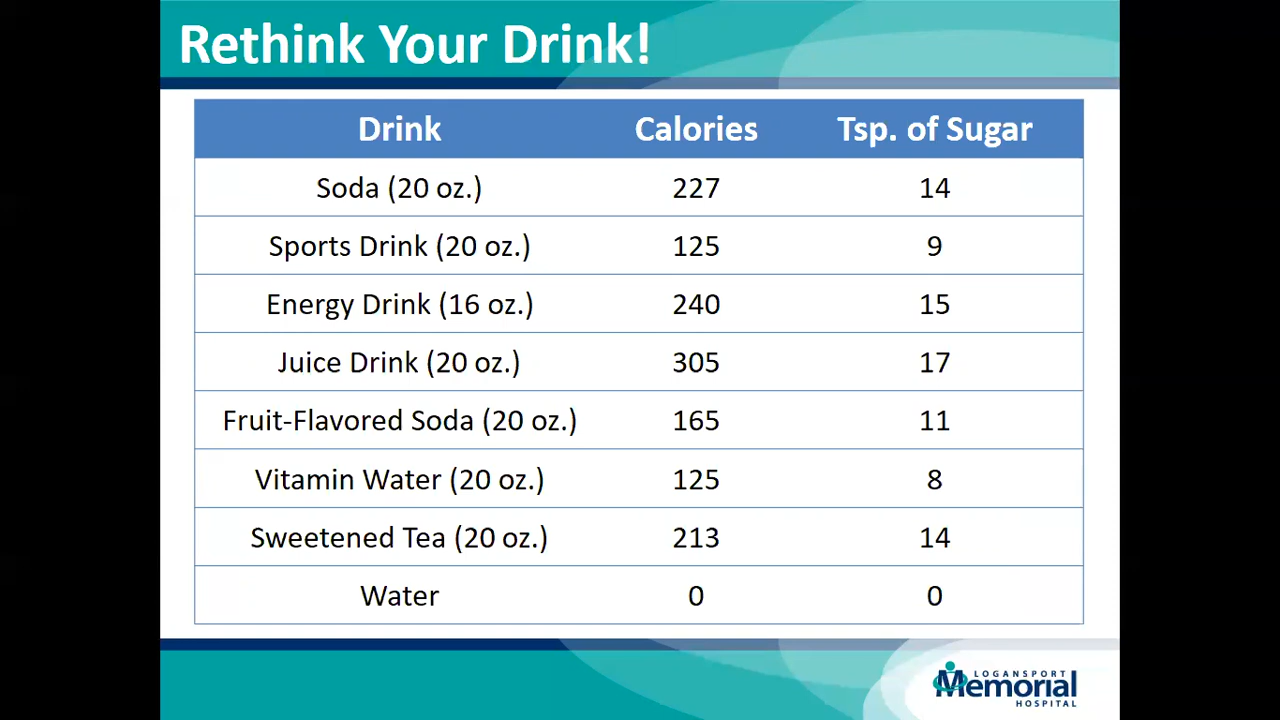 Rethink Your Drink!
Drink Calories Tsp. of Sugar
Soda (20 oz.) 227 14
Sports Drink (20 oz.) 125 9
Energy Drink (16 oz.) 240 15
Juice Drink (20 oz.) 305 17
Fruit-Flavored Soda (20 oz.) 165 11
Vitamin Water (20 oz.) 125 8
Sweetened Tea (20 oz.) 213 14
Water 0 0
LOGANSPORT
Memorial
HOSPITAL